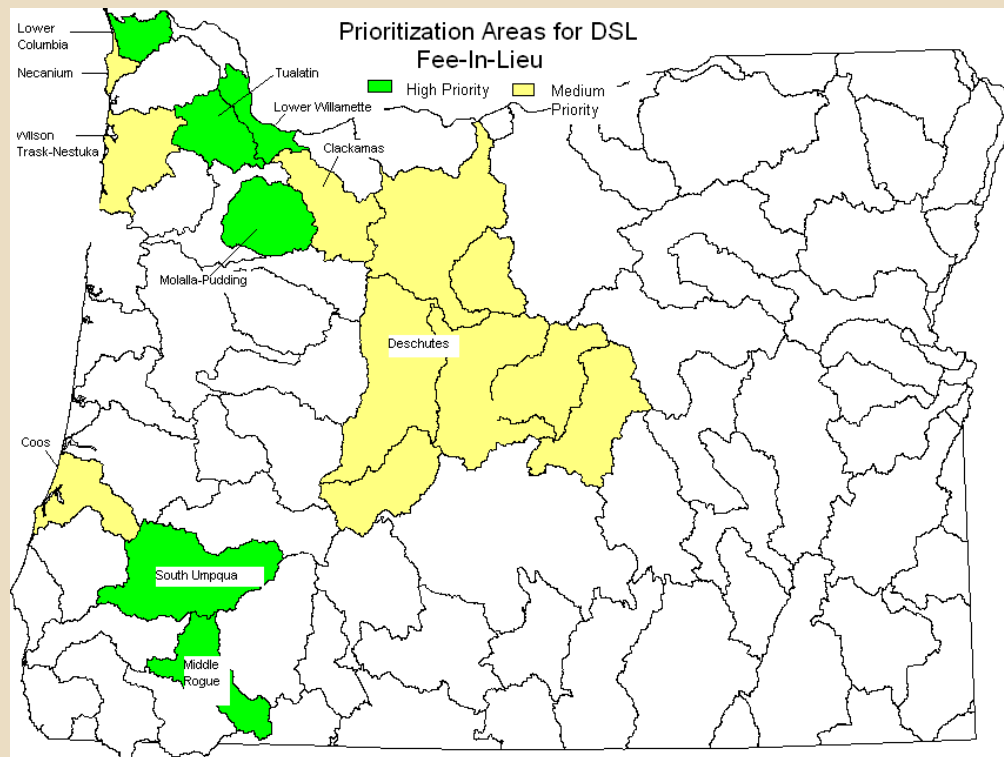 Prioritization Areas for DSL
Fee-In-Lieu
High Priority
Medium
Priority
Lower
Columbia
Necanium
Tualatin
Lower Willamette
Wilson
Trask-Nestuka
Clackamas
Molalla-Pudding
Deschutes
Coos
South Umpqua
Middle
Rogue